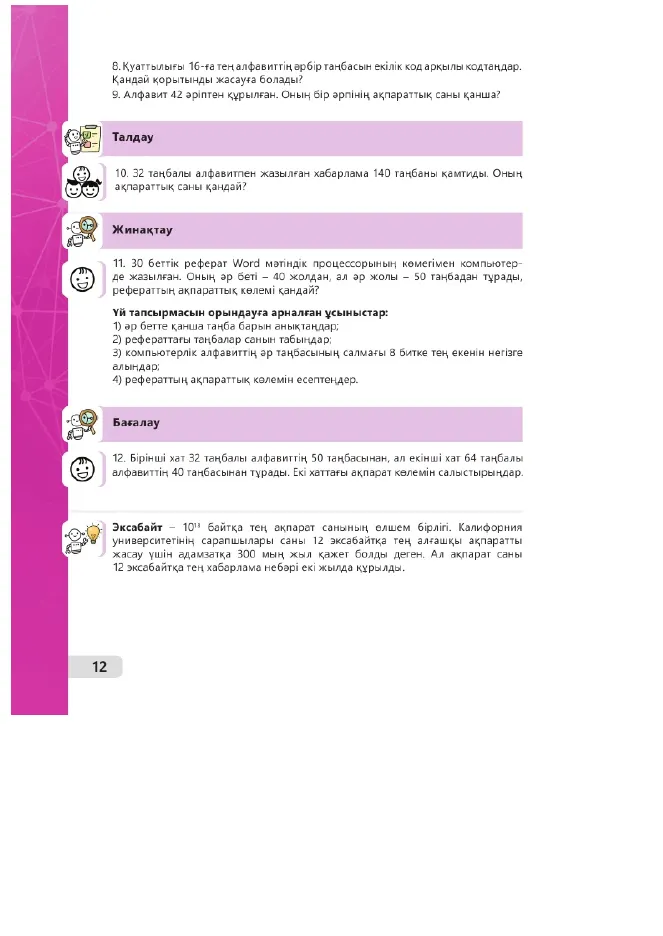 8. Қуаттылығы 16-ға тең алфавиттің әрбір таңбасын екілік код арқылы кодтаңдар.
Қандай қорытынды жасауға болады?
9. Алфавит 42 әріптен құрылған. Оның бір әрпінің ақпараттық саны қанша?
Талдау
10. 32 таңбалы алфавитпен жазылған хабарлама 140 таңбаны қамтиды. Оның
ақпараттық саны қандай?
Жинақтау
11. 30 беттік реферат Word мәтіндік процессорының көмегімен компьютер-
де жазылған. Оның әр беті – 40 жолдан, ал әр жолы – 50 таңбадан тұрады,
рефераттың ақпараттық көлемі қандай?
Үй тапсырмасын орындауға арналған ұсыныстар:
1) әр бетте қанша таңба барын анықтаңдар;
2) рефераттағы таңбалар санын табыңдар;
3) компьютерлік алфавиттің әр таңбасының салмағы 8 битке тең екенін негізге
алыңдар;
4) рефераттың ақпараттық көлемін есептеңдер.
Бағалау
12. Бірінші хат 32 таңбалы алфавиттің 50 таңбасынан, ал екінші хат 64 таңбалы
алфавиттің 40 таңбасынан тұрады. Екі хаттағы ақпарат көлемін салыстырыңдар.
Эксабайт – 10¹⁸ байтқа тең ақпарат санының өлшем бірлігі. Калифорния
университетінің сарапшылары саны 12 эксабайтқа тең алғашқы ақпаратты
жасау үшін адамзатқа 300 мың жыл қажет болды деген. Ал ақпарат саны
12 эксабайтқа тең хабарлама небәрі екі жылда құрылды.
12